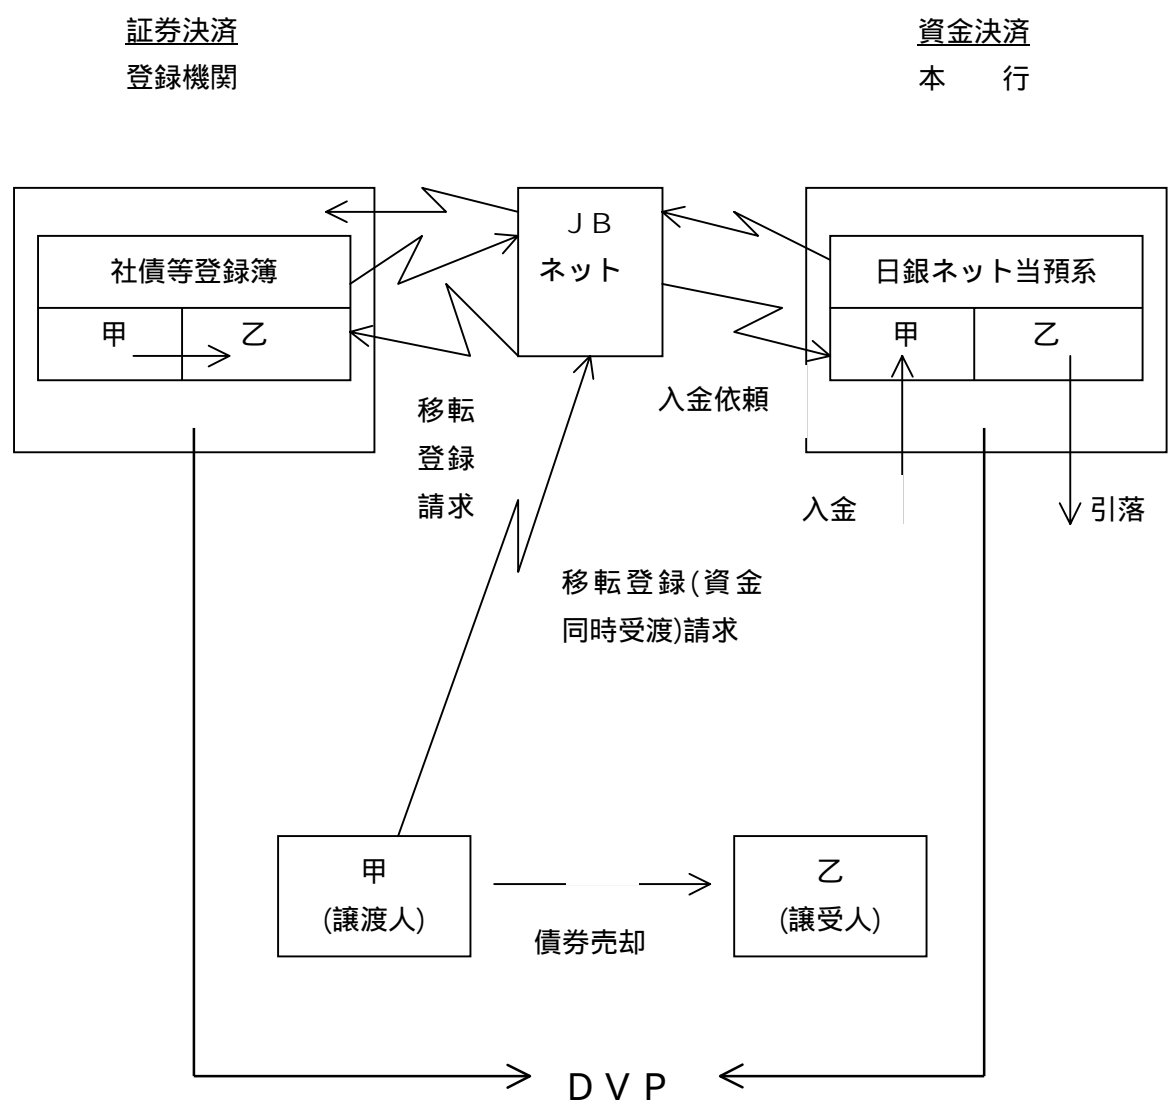 証券決済
登録機関
資金決済
本　　行
ＪＢ
ネット
社債等登録簿
甲
乙
日銀ネット当預系
甲
乙
移転
登録
請求
入金依頼
入金
引落
移転登録(資金
同時受渡)請求
甲
(譲渡人)
債券売却
乙
(譲受人)
ＤＶＰ